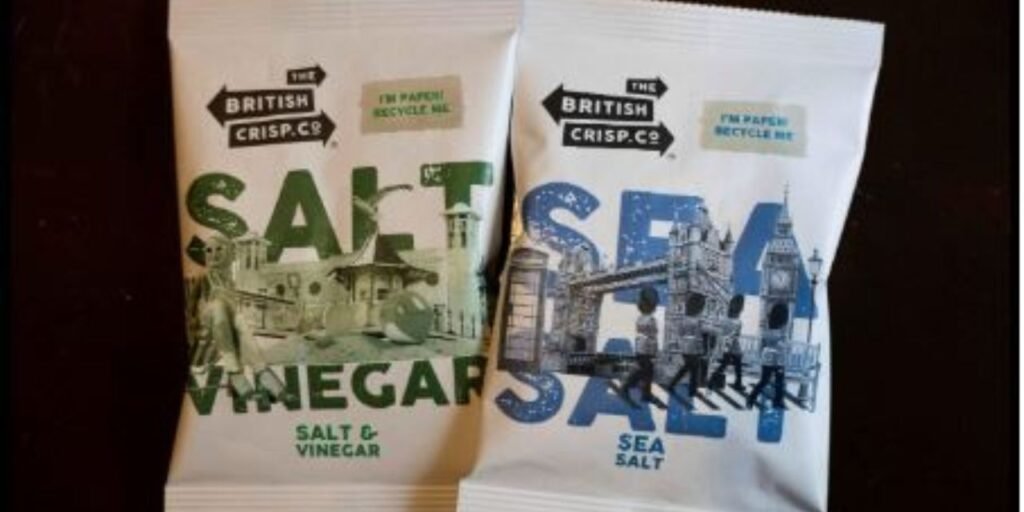 THE
BRITISH
CRISP.CO
I'M PAPER!
RECYCLE ME
SALT
VINEGAR
SALT &
VINEGAR
THE
BRITISH
CRISP.CO
I'M PAPER!
RECYCLE ME
SEA
SALT
SEA
SALT